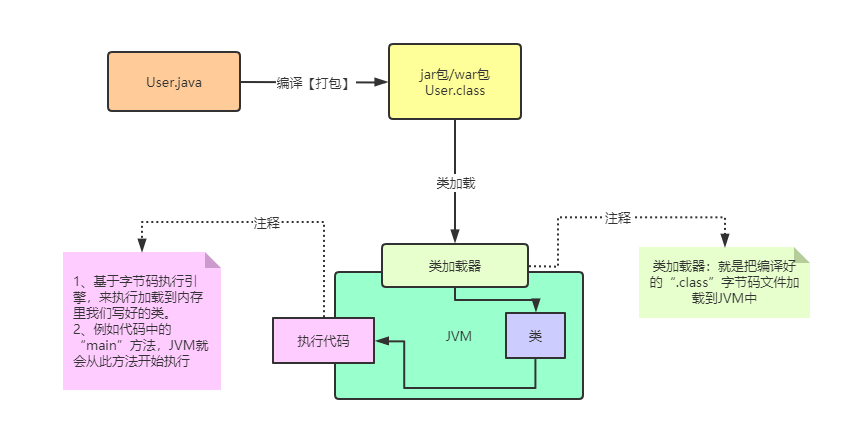 User.java
编译【打包】
jar包/war包
User.class
类加载
注释
注释
类加载器
类加载器：就是把编译好
的“.class”字节码文件加
载到JVM中
1、基于字节码执行引
擎，来执行加载到内存
里我们写好的类。
2、例如代码中的
“main”方法，JVM就
会从此方法开始执行
执行代码
JVM
类